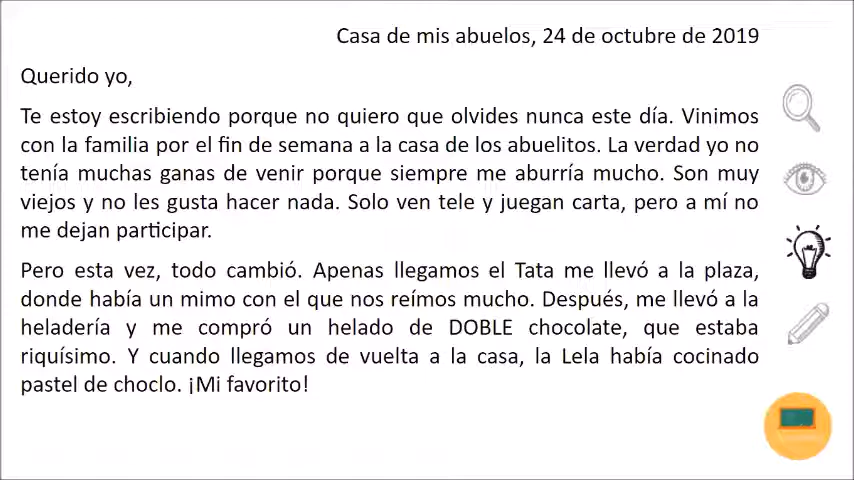 Casa de mis abuelos, 24 de octubre de 2019
Querido yo,
Te estoy escribiendo porque no quiero que olvides nunca este día. Vinimos
con la familia por el fin de semana a la casa de los abuelitos. La verdad yo no
tenía muchas ganas de venir porque siempre me aburría mucho. Son muy
viejos y no les gusta hacer nada. Solo ven tele y juegan carta, pero a mí no
me dejan participar.
Pero esta vez, todo cambió. Apenas llegamos el Tata me llevó a la plaza,
donde había un mimo con el que nos reímos mucho. Después, me llevó a la
heladería y me compró un helado de DOBLE chocolate, que estaba
riquísimo. Y cuando llegamos de vuelta a la casa, la Lela había cocinado
pastel de choclo. ¡Mi favorito!